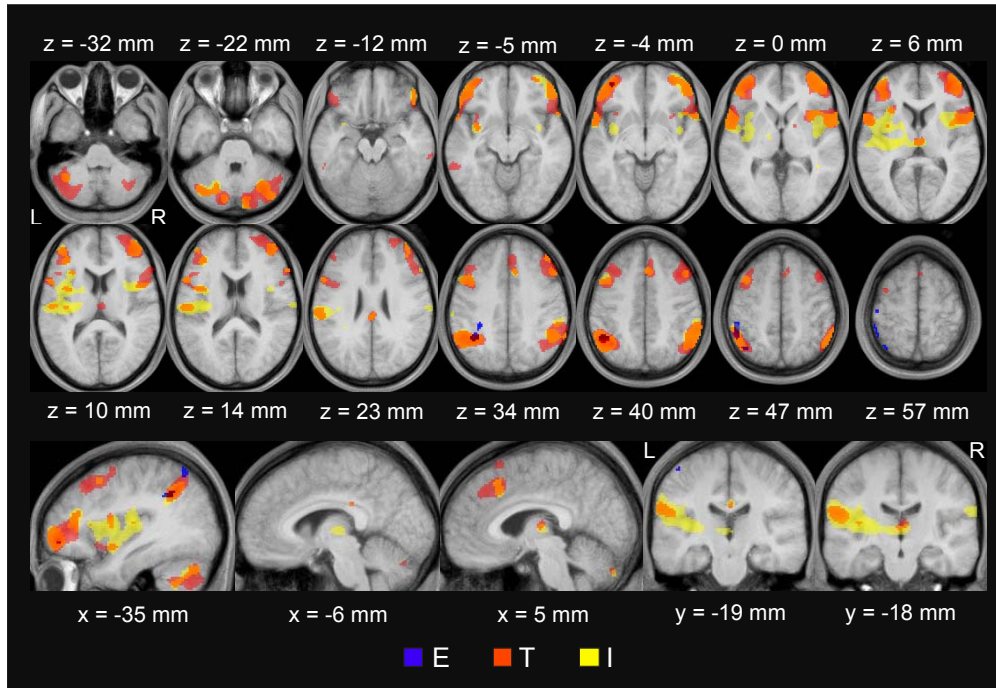 z = -32 mm z = -22 mm z = -12 mm z = -5 mm z = -4 mm z = 0 mm z = 6 mm
L R
z = 10 mm z = 14 mm z = 23 mm z = 34 mm z = 40 mm z = 47 mm z = 57 mm
L R
x = -35 mm x = -6 mm x = 5 mm y = -19 mm y = -18 mm
E T I